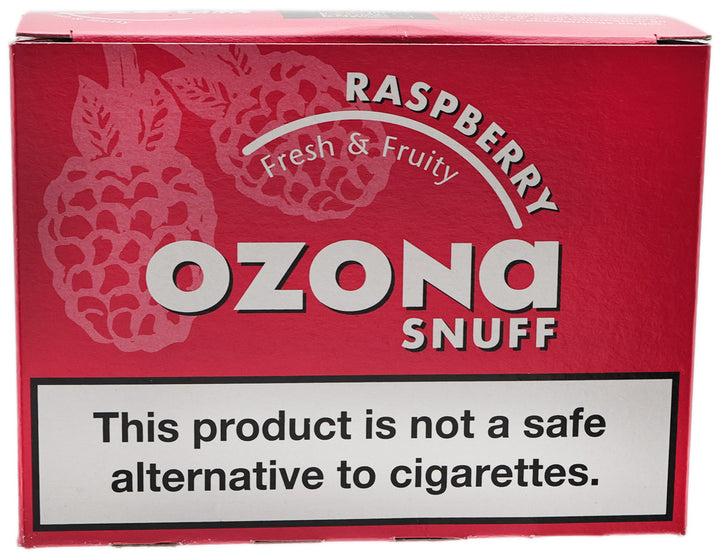 RASPBERRY
Fresh & Fruity
OZONa
SNUFF
This product is not a safe
alternative to cigarettes.